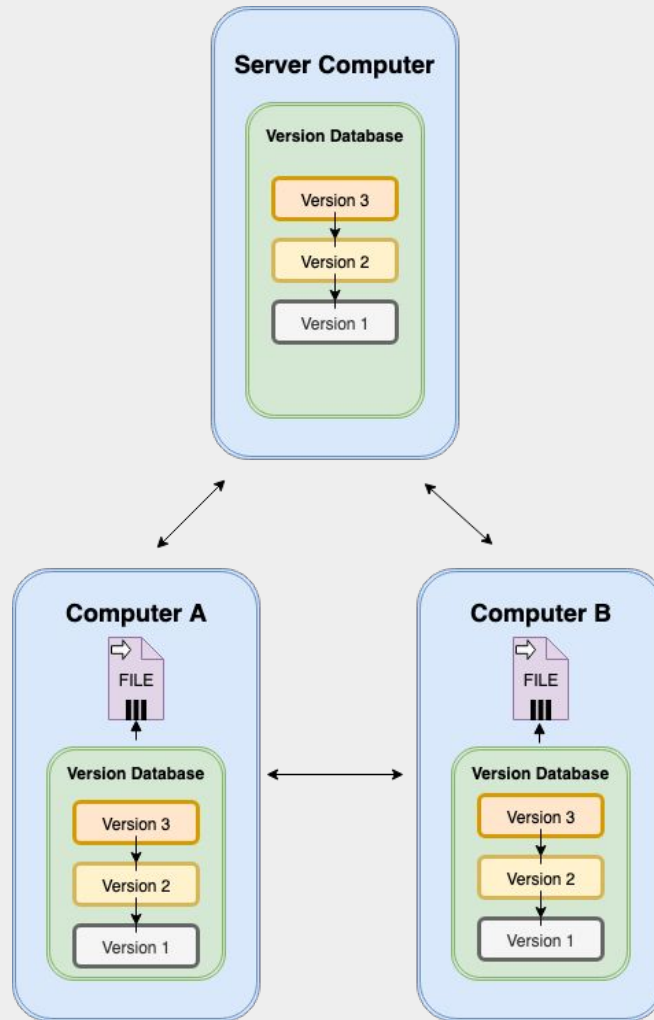 Server Computer
Version Database
Version 3
Version 2
Version 1
Computer A
FILE
Version Database
Version 3
Version 2
Version 1
Computer B
FILE
Version Database
Version 3
Version 2
Version 1